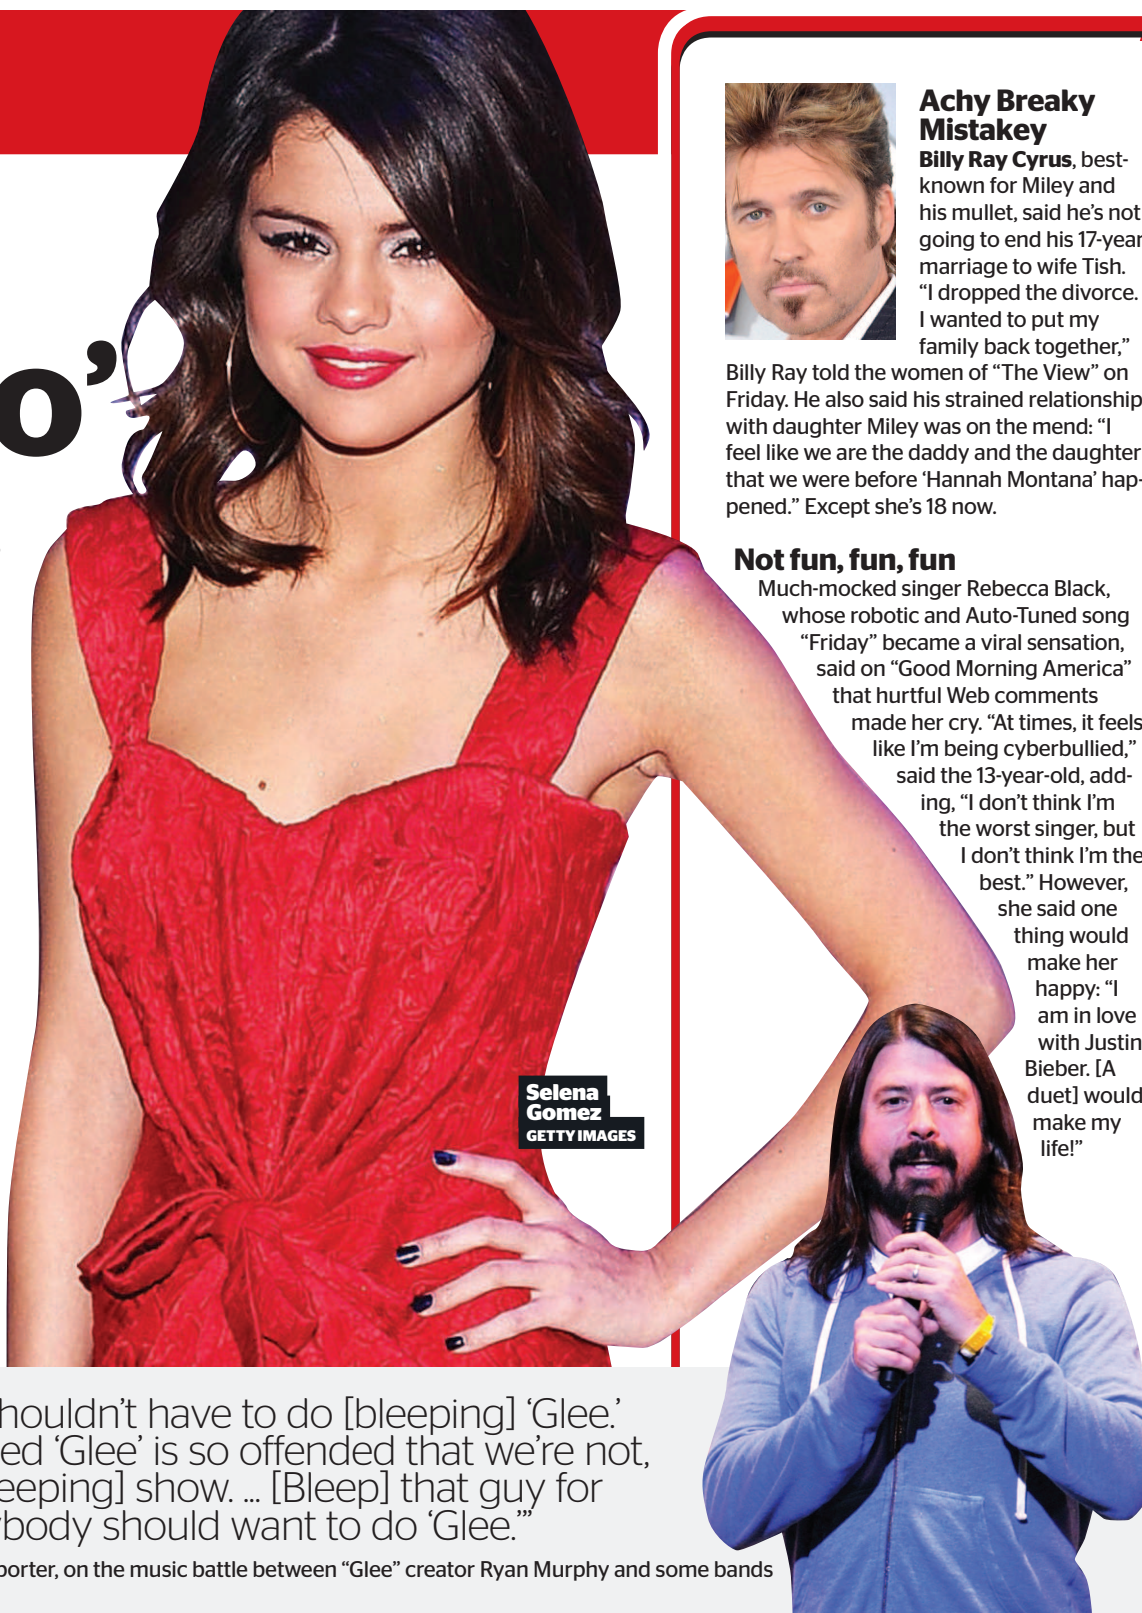 o’
Selena
Gomez
GETTY IMAGES
Achy Breaky
Mistakey
Billy Ray Cyrus, best-
known for Miley and
his mullet, said he’s not
going to end his 17-year
marriage to wife Tish.
“I dropped the divorce.
I wanted to put my
family back together,”
Billy Ray told the women of “The View” on
Friday. He also said his strained relationship
with daughter Miley was on the mend: “I
feel like we are the daddy and the daughter
that we were before ‘Hannah Montana’ hap-
pened.” Except she’s 18 now.
Not fun, fun, fun
Much-mocked singer Rebecca Black,
whose robotic and Auto-Tuned song
“Friday” became a viral sensation,
said on “Good Morning America”
that hurtful Web comments
made her cry. “At times, it feels
like I’m being cyberbullied,”
said the 13-year-old, add-
ing, “I don’t think I’m
the worst singer, but
I don’t think I’m the
best.” However,
she said one
thing would
make her
happy: “I
am in love
with Justin
Bieber. [A
duet] would
make my
life!”
houldn’t have to do [bleeping] ‘Glee.’
ed ‘Glee’ is so offended that we’re not,
eeping] show. ... [Bleep] that guy for
body should want to do ‘Glee.’”
porter, on the music battle between “Glee” creator Ryan Murphy and some bands